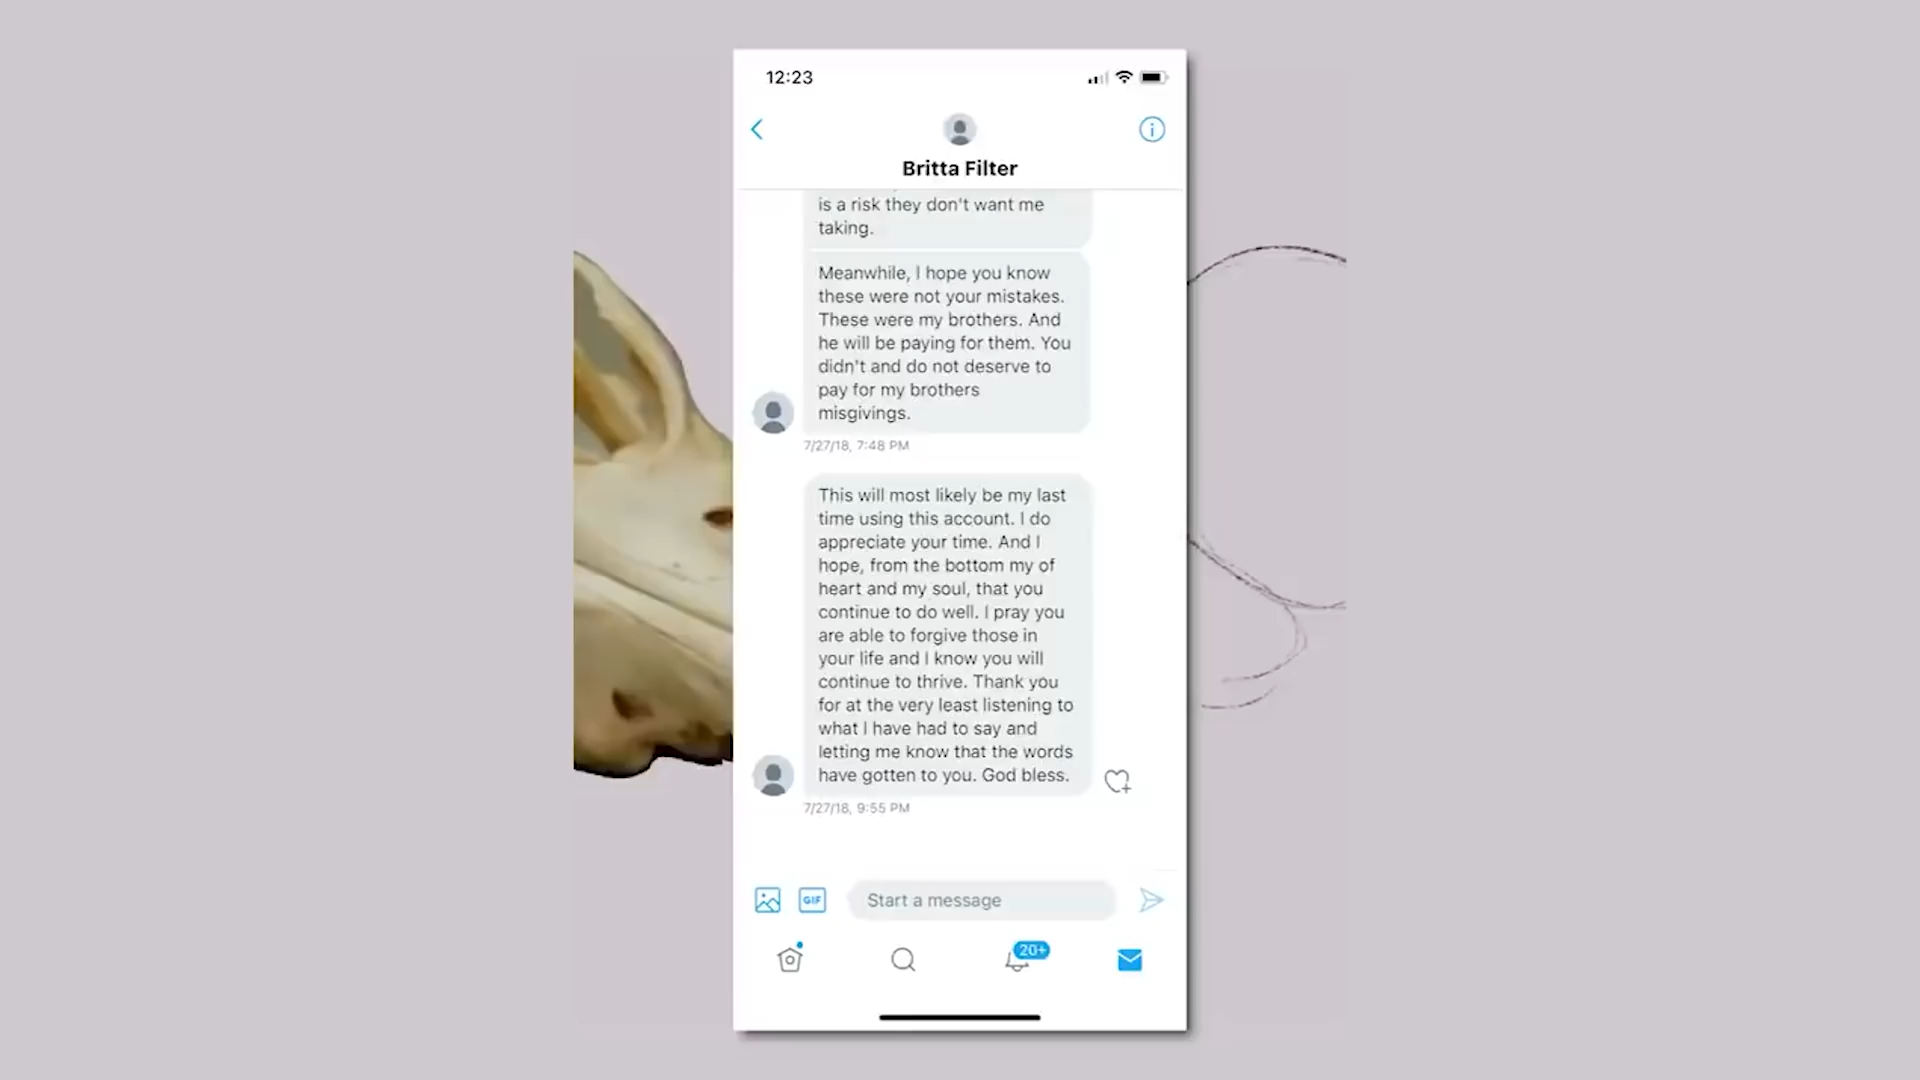 12:23
Britta Filter
is a risk they don't want me
taking.
Meanwhile, I hope you know
these were not your mistakes.
These were my brothers. And
he will be paying for them. You
didn't and do not deserve to
pay for my brothers
misgivings.
7/27/18, 7:48 PM
This will most likely be my last
time using this account. I do
appreciate your time. And I
hope, from the bottom my of
heart and my soul, that you
continue to do well. I pray you
are able to forgive those in
your life and I know you will
continue to thrive. Thank you
for at the very least listening to
what I have had to say and
letting me know that the words
have gotten to you. God bless.
7/27/18, 9:55 PM
GIF
Start a message
20+